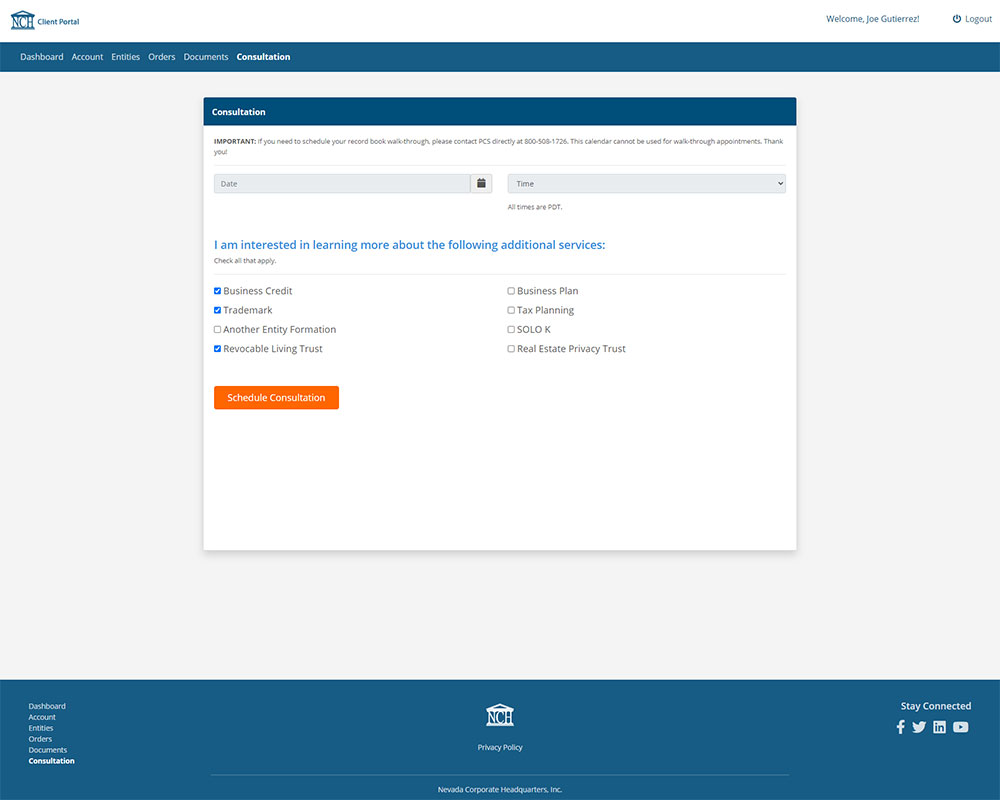 NCH Client Portal
Welcome, Joe Gutierrez!
Logout
Dashboard Account Entities Orders Documents Consultation
Consultation
IMPORTANT: If you need to schedule your record book walk-through, please contact PCS directly at 800-508-1726. This calendar cannot be used for walk-through appointments. Thank
you!
Date
Time
All times are PDT.
I am interested in learning more about the following additional services:
Check all that apply.
Business Credit
Business Plan
Trademark
Tax Planning
Another Entity Formation
SOLO K
Revocable Living Trust
Real Estate Privacy Trust
Schedule Consultation
Dashboard
Account
Entities
Orders
Documents
Consultation
NCH
Privacy Policy
Stay Connected
Nevada Corporate Headquarters, Inc.